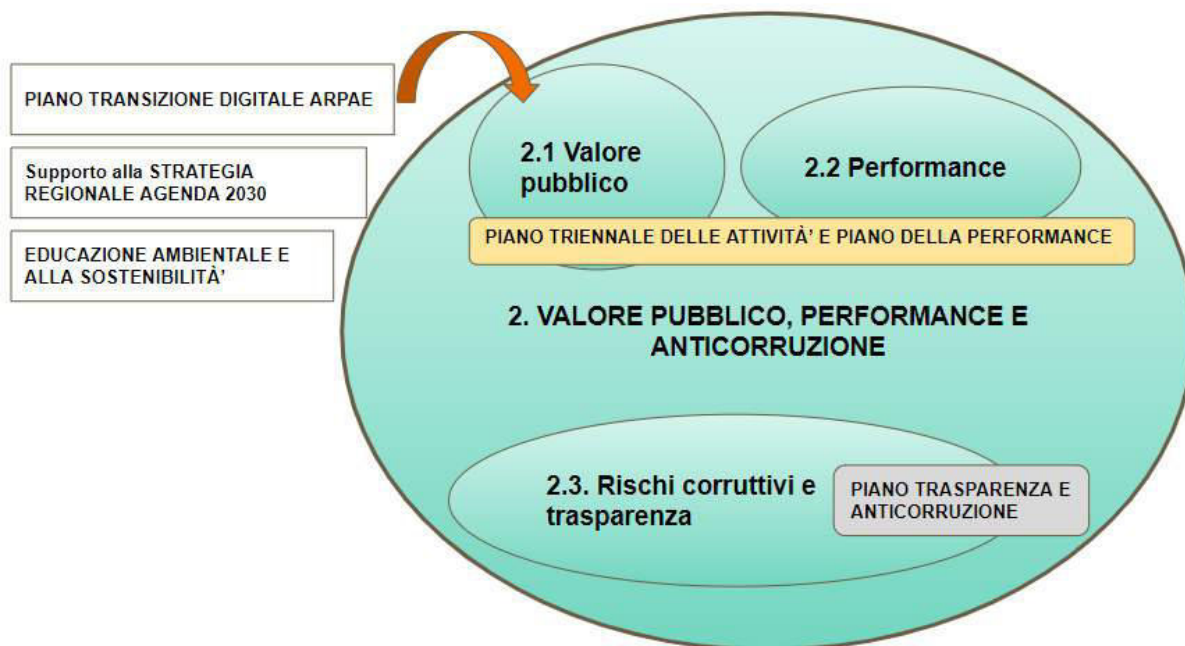 PIANO TRANSIZIONE DIGITALE ARPAE
Supporto alla STRATEGIA
REGIONALE AGENDA 2030
EDUCAZIONE AMBIENTALE E
ALLA SOSTENIBILITÀ’
2.1 Valore
pubblico
2.2 Performance
PIANO TRIENNALE DELLE ATTIVITÀ’ E PIANO DELLA PERFORMANCE
2. VALORE PUBBLICO, PERFORMANCE E
ANTICORRUZIONE
2.3. Rischi corruttivi e
trasparenza
PIANO TRASPARENZA E
ANTICORRUZIONE